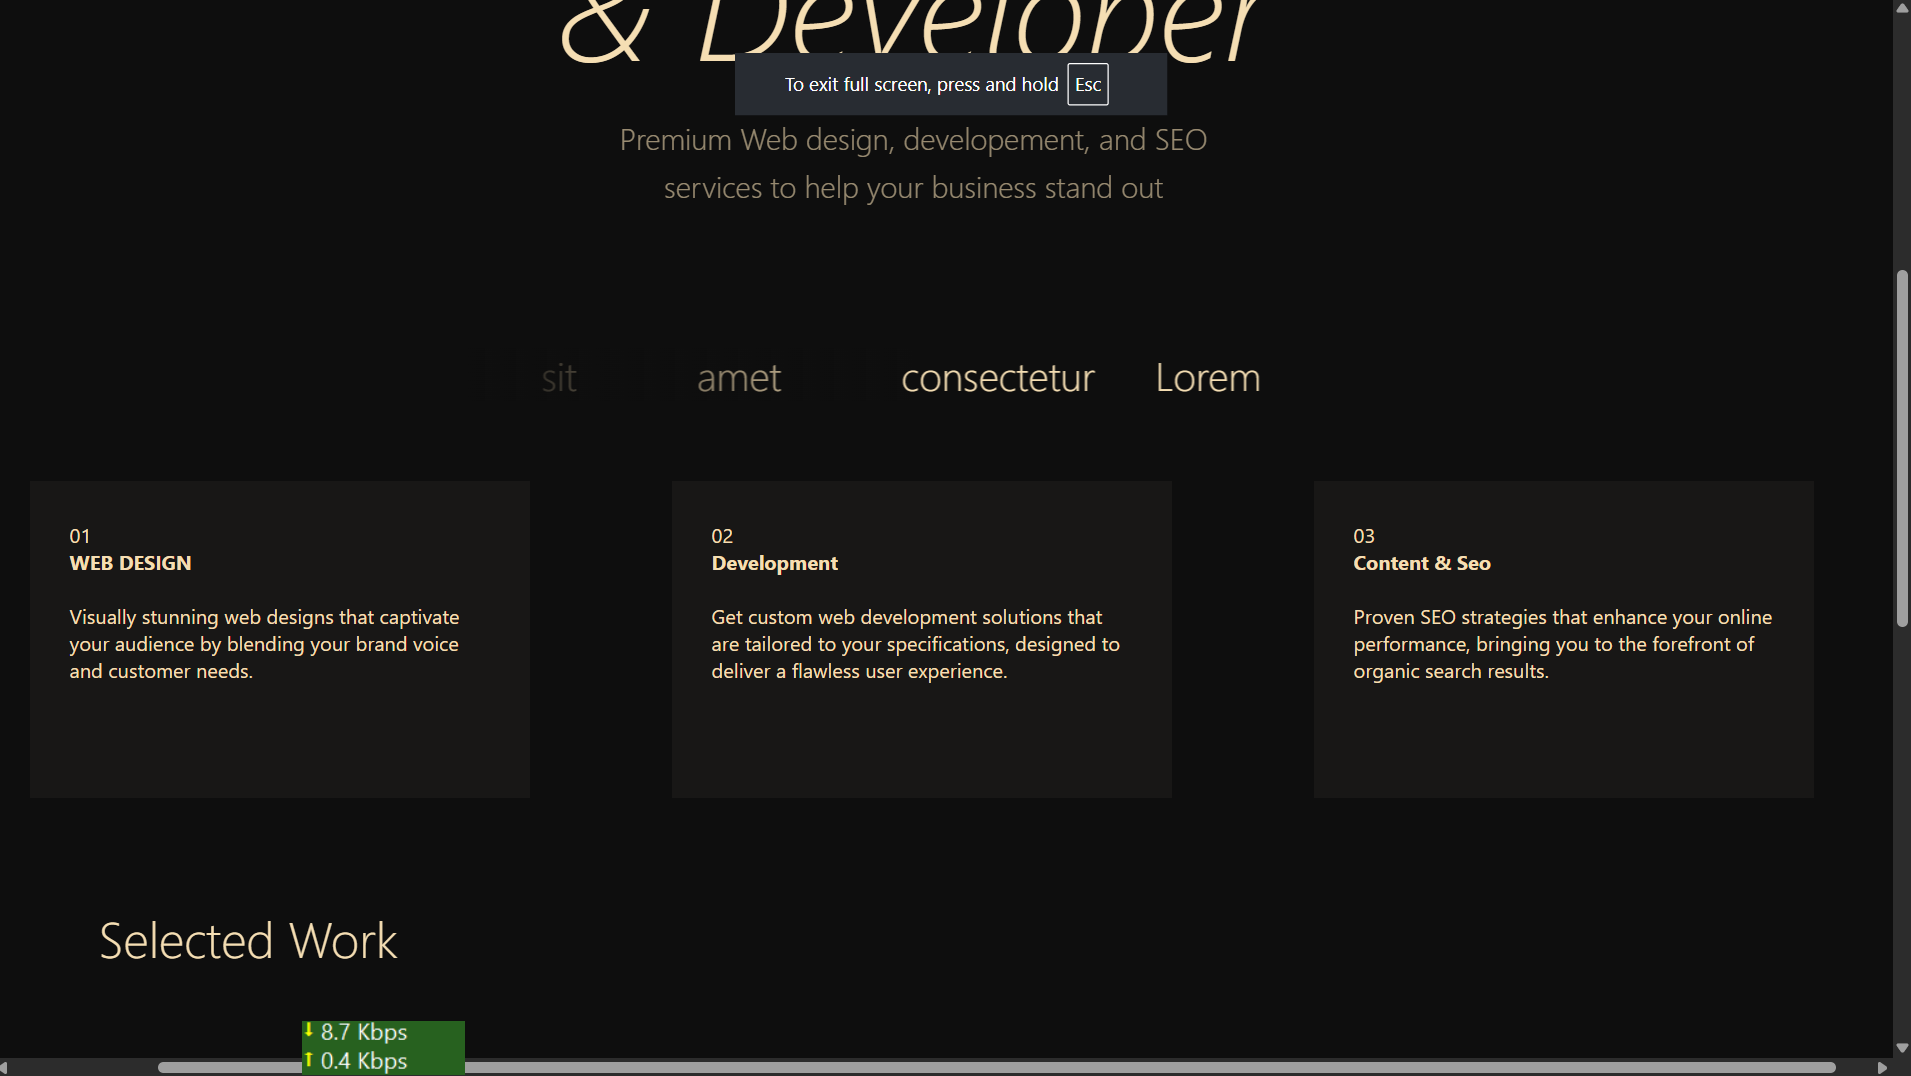 & Developer
To exit full screen, press and hold Esc
Premium Web design, developement, and SEO
services to help your business stand out
sit amet consectetur Lorem
01
WEB DESIGN
Visually stunning web designs that captivate
your audience by blending your brand voice
and customer needs.
02
Development
Get custom web development solutions that
are tailored to your specifications, designed to
deliver a flawless user experience.
03
Content & Seo
Proven SEO strategies that enhance your online
performance, bringing you to the forefront of
organic search results.
Selected Work
8.7 Kbps
0.4 Kbps